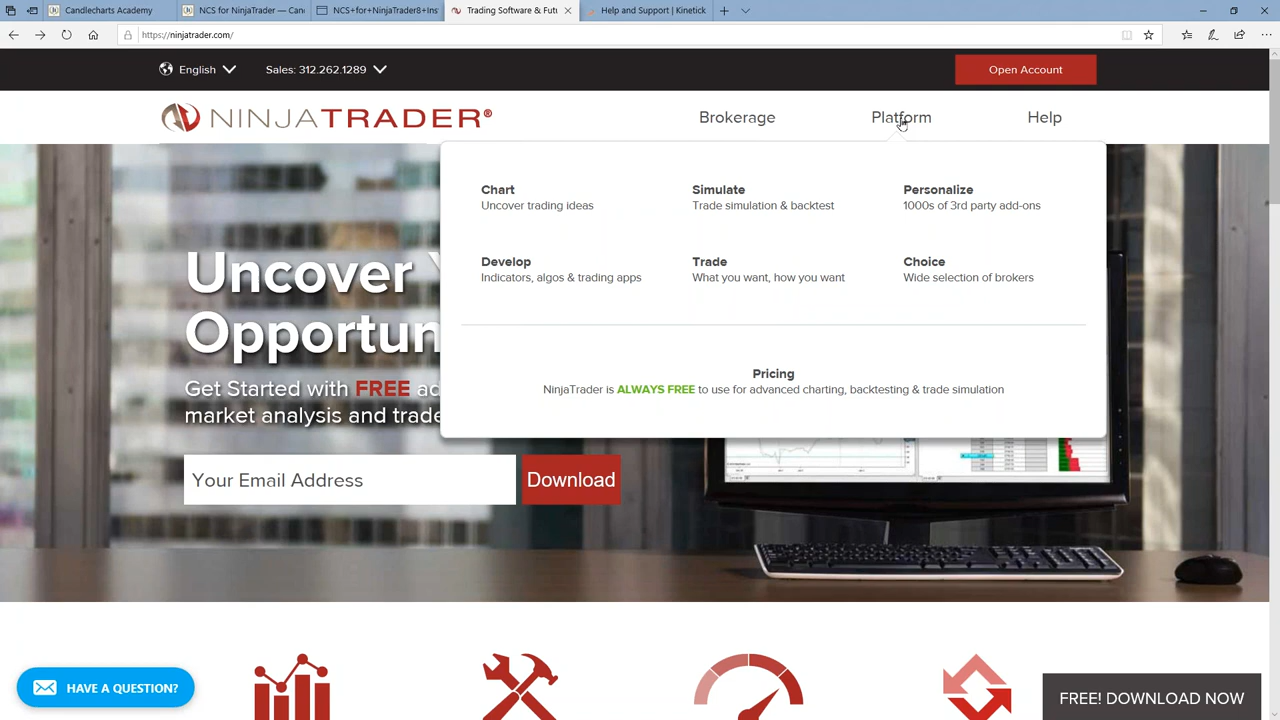 Candlecharts Academy
NCS for NinjaTrader — Can
NCS+for+NinjaTrader8+Ins
Trading Software & Futu
Help and Support | Kinetick
https://ninjatrader.com/
English
Sales: 312.262.1289
Open Account
NINJATRADER®
Brokerage
Platform
Help
Chart
Uncover trading ideas
Simulate
Trade simulation & backtest
Personalize
1000s of 3rd party add-ons
Develop
Indicators, algos & trading apps
Trade
What you want, how you want
Choice
Wide selection of brokers
Pricing
NinjaTrader is ALWAYS FREE to use for advanced charting, backtesting & trade simulation
Uncover
Opportun
Get Started with FREE ad
market analysis and trade
Your Email Address
Download
HAVE A QUESTION?
FREE! DOWNLOAD NOW